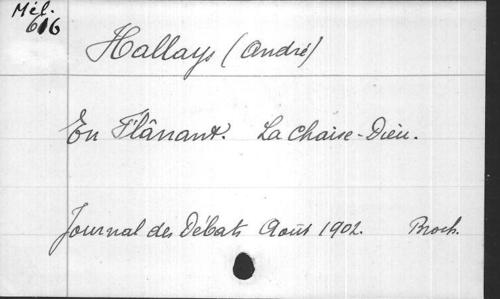 Mél.
616
Hallays (André)
En Flânant. La Chaise-Dieu.
Journal des Débats Août 1902. Broch.